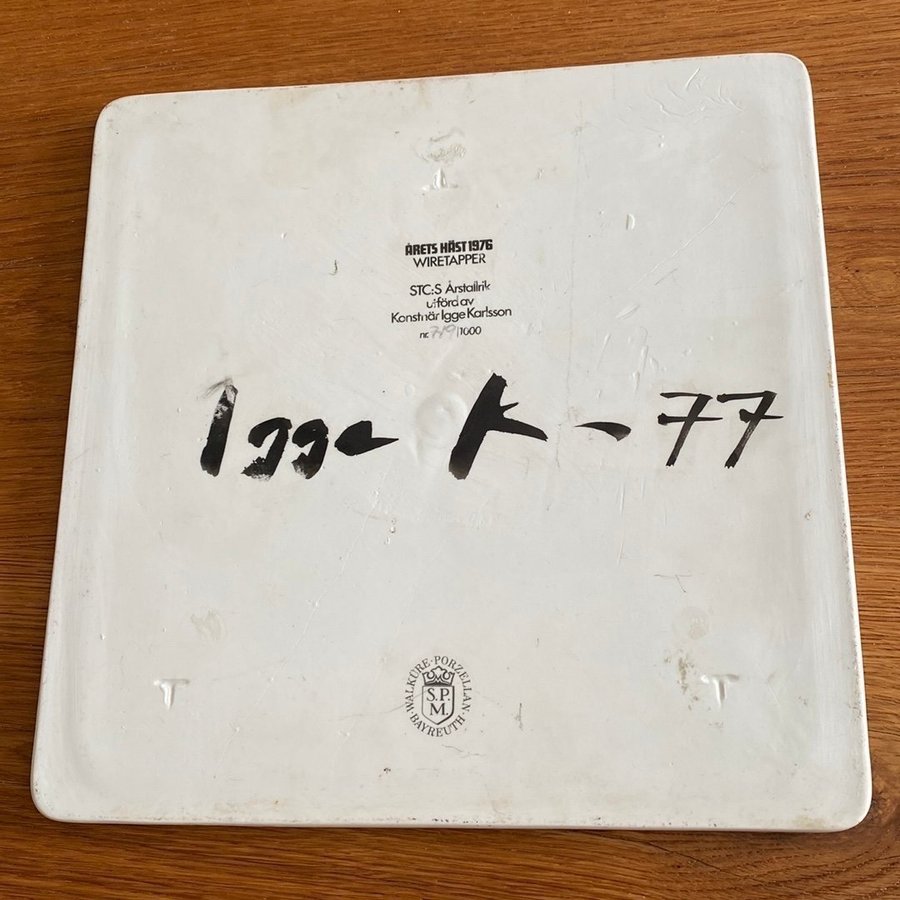 ÅRETS HÄST 1976
WIRETAPPER
STC:S Årstallrik
utförd av
Konstnär Igge Karlsson
nr. 719/1000
Igge K - 77
WALKÜRE · PORZELLAN · BAYREUTH
S.P.
M.
T
T